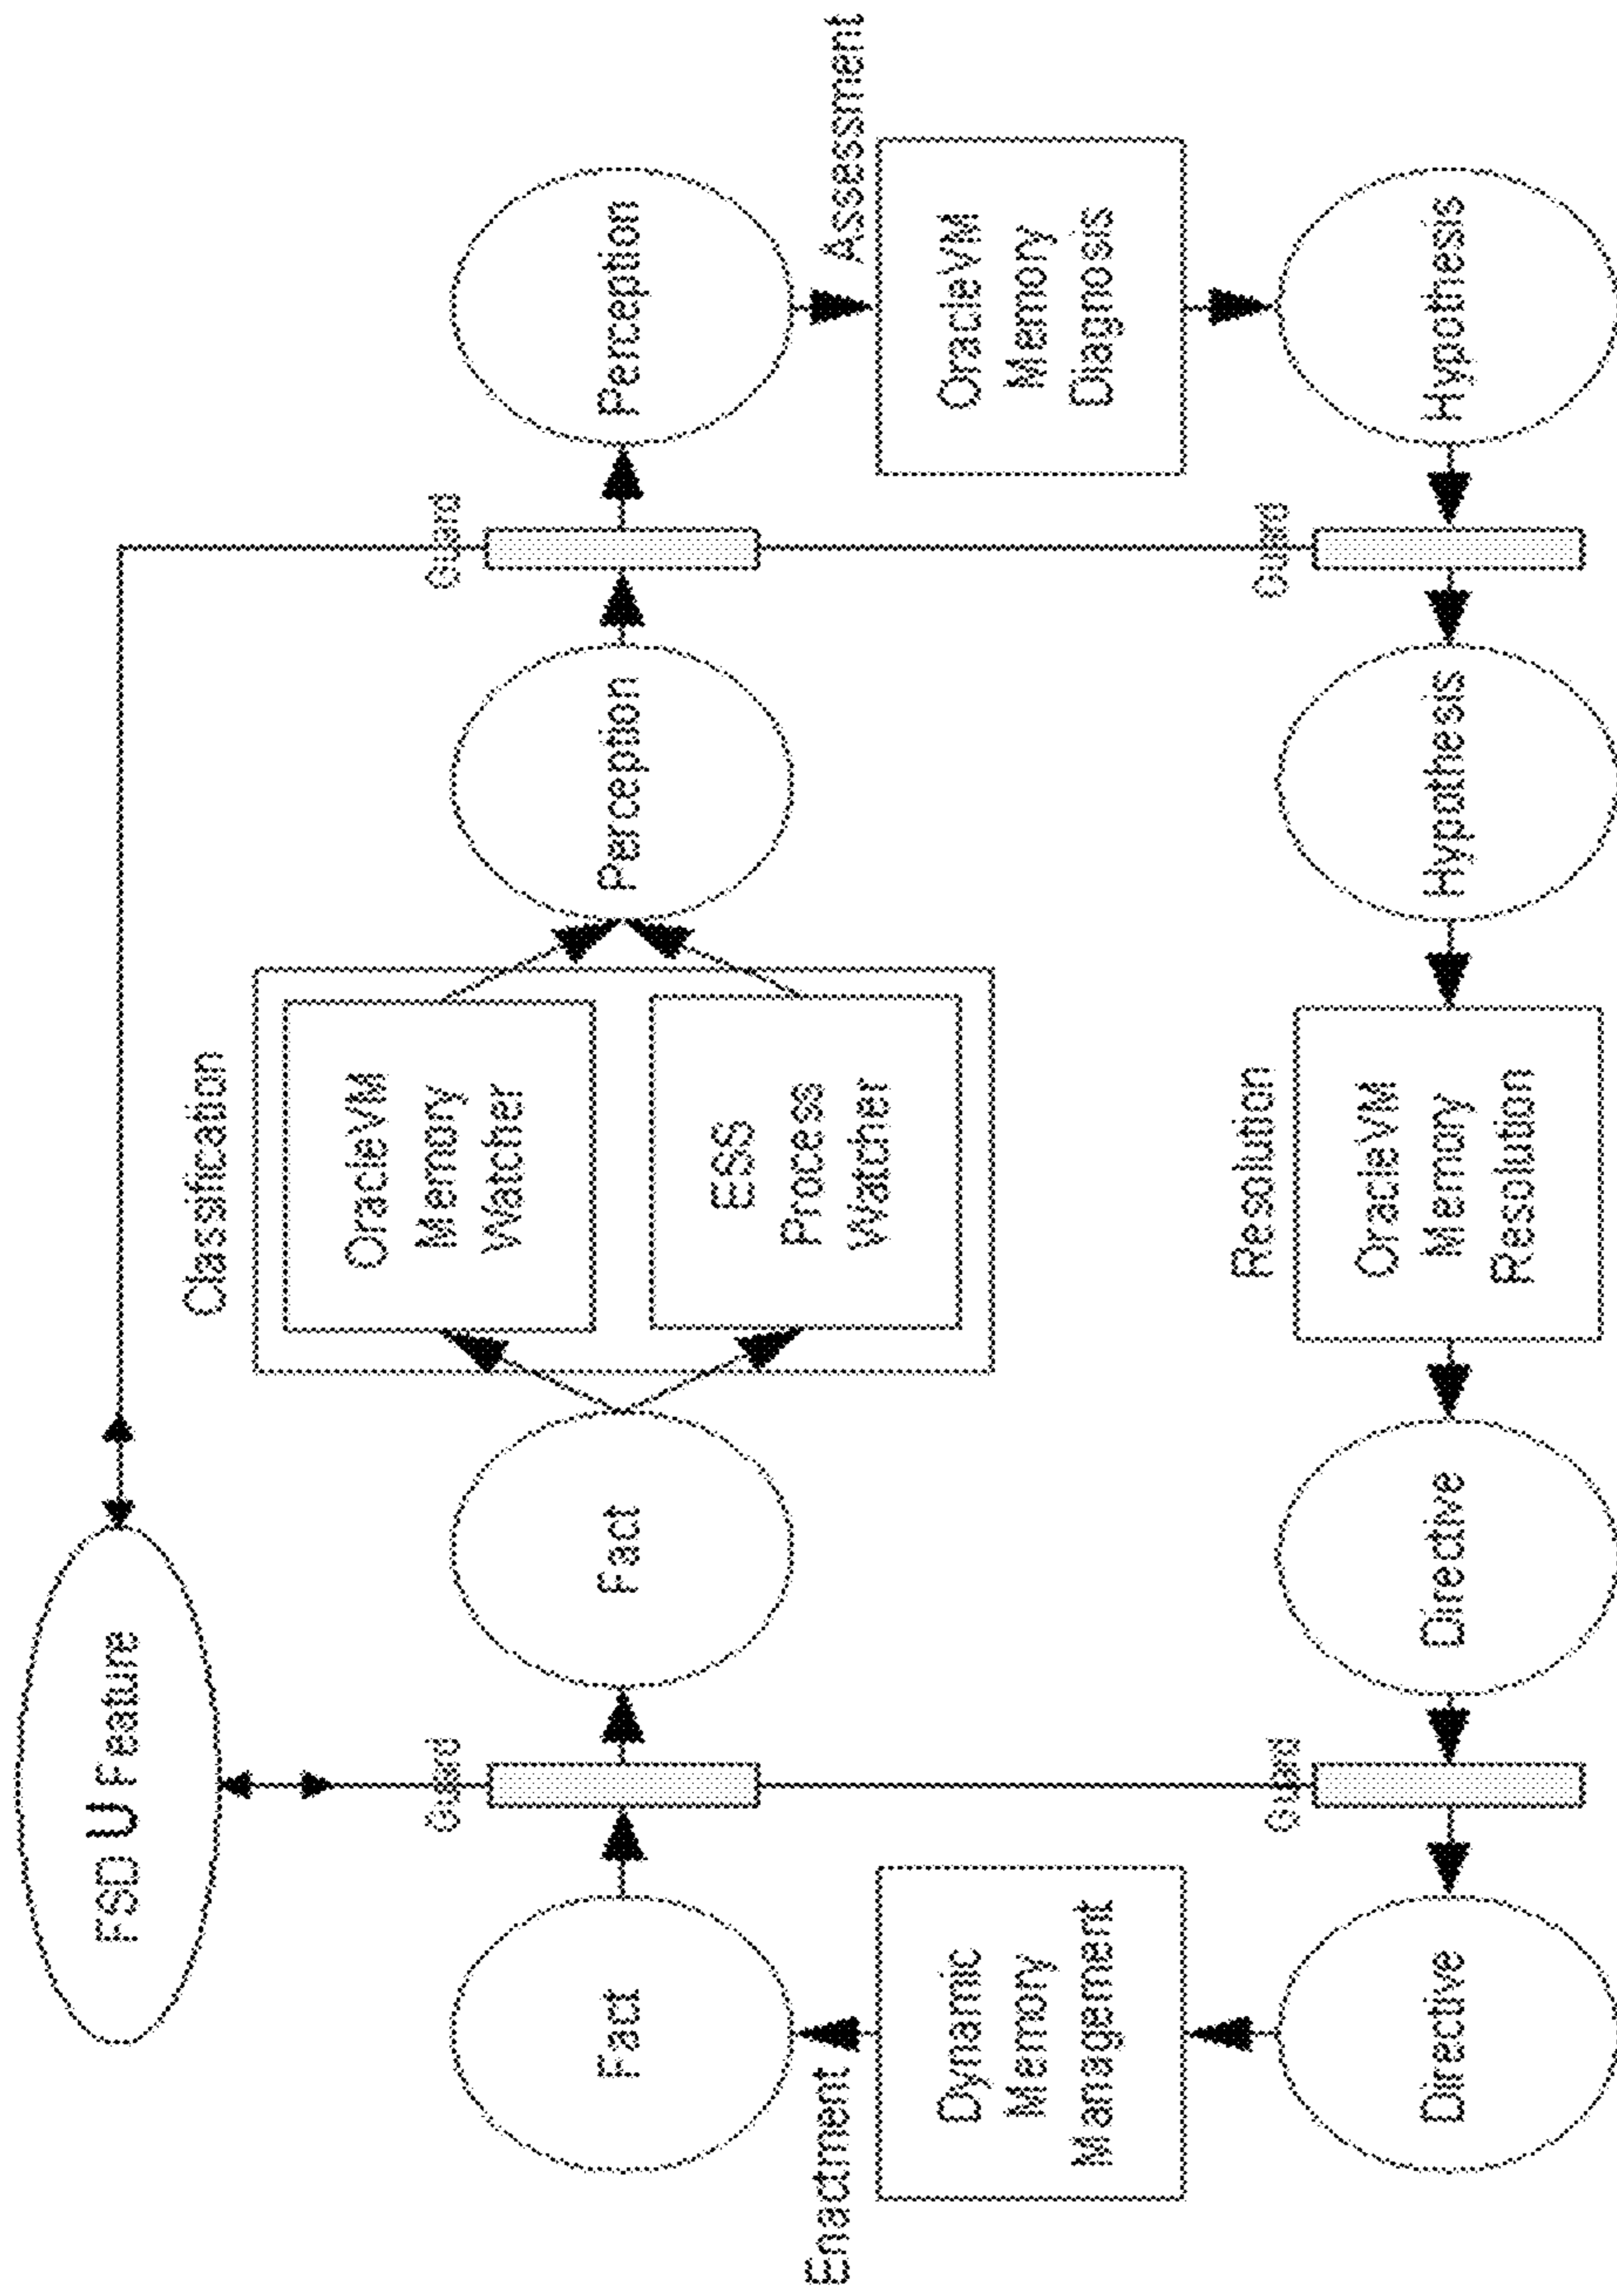 FSD U Feature
Classification
Guard
Guard
Fact
Fact
OracleVM
Memory
Watcher
ESS
Process
Watcher
Perception
Perception
Enactment
Dynamic
Memory
Management
Assessment
OracleVM
Memory
Diagnosis
Guard
Resolution
Guard
Directive
Directive
OracleVM
Memory
Resolution
Hypothesis
Hypothesis